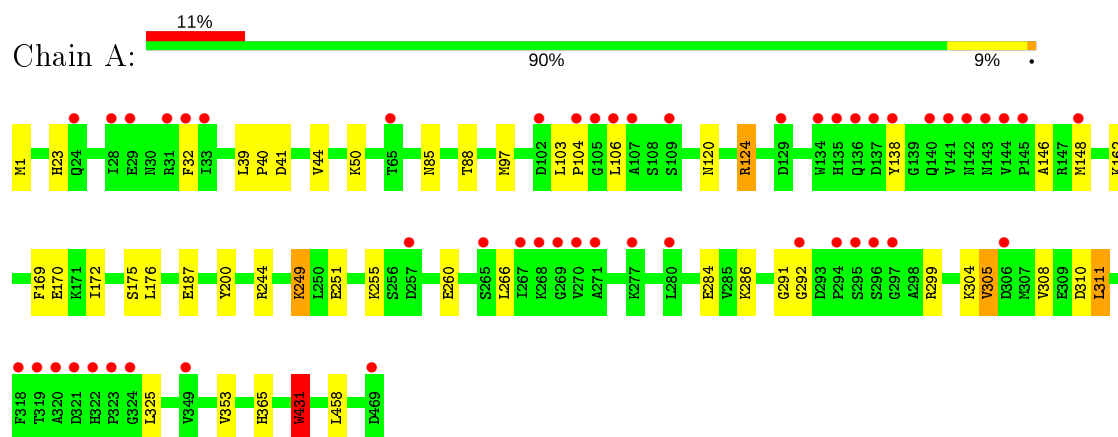 11%
Chain A:
90%
9%
•
M1 H23 Q24 I28 E29 N30 R31 F32 I33 L39 P40 D41 V44 K50 T65 N85 T88 M97 D102 L103 P104 G105 L106 A107 S108 S109 N120 R124 D129 W134 H135 Q136 D137 Y138 G139 Q140 V141 N142 N143 V144 P145 A146 R147 M148 K162
F169 E170 K171 I172 S175 L176 E187 Y200 R244 K249 L250 E251 K255 S256 D257 E260 S265 L266 I267 K268 G269 V270 A271 K277 L280 E284 V285 K286 G291 G292 D293 P294 S295 S296 G297 A298 R299 K304 V305 D306 M307 V308 E309 D310 L311
F318 T319 A320 D321 H322 P323 G324 L325 V349 V353 H365 W431 L458 D469